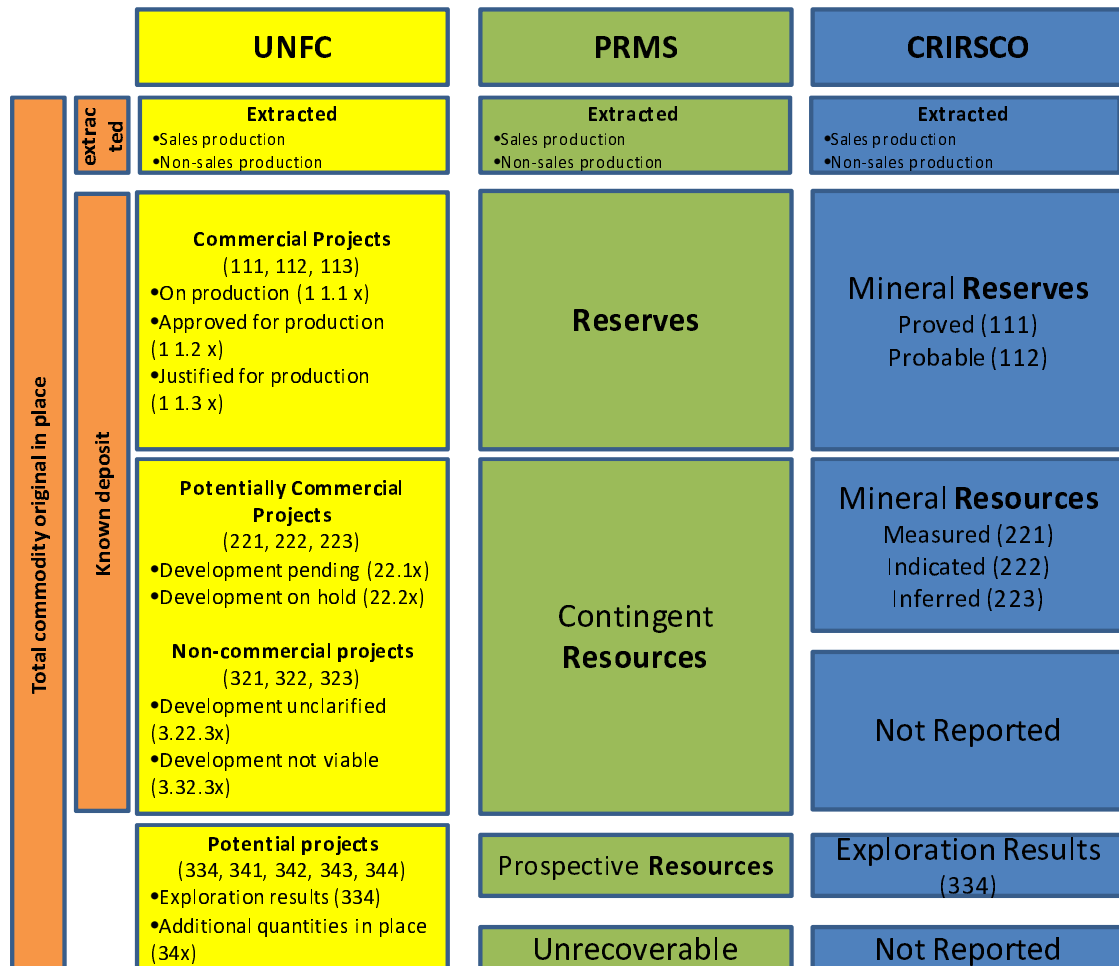 UNFC
PRMS
CRIRSCO
Total commodity original in place
extrac
ted
Extracted
•Sales production
•Non-sales production
Extracted
•Sales production
•Non-sales production
Extracted
•Sales production
•Non-sales production
Known deposit
Commercial Projects
(111, 112, 113)
•On production (1 1.1 x)
•Approved for production
(1 1.2 x)
•Justified for production
(1 1.3 x)
Reserves
Mineral Reserves
Proved (111)
Probable (112)
Potentially Commercial
Projects
(221, 222, 223)
•Development pending (22.1x)
•Development on hold (22.2x)
Non-commercial projects
(321, 322, 323)
•Development unclarified
(3.22.3x)
•Development not viable
(3.32.3x)
Contingent
Resources
Mineral Resources
Measured (221)
Indicated (222)
Inferred (223)
Not Reported
Potential projects
(334, 341, 342, 343, 344)
•Exploration results (334)
•Additional quantities in place
(34x)
Prospective Resources
Exploration Results
(334)
Unrecoverable
Not Reported